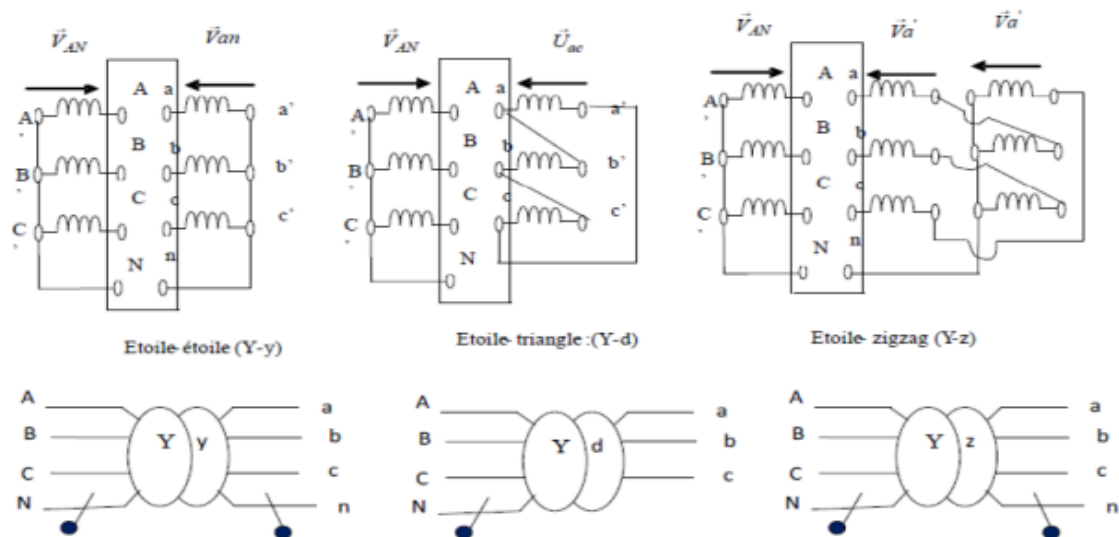 V⃗AN V⃗an
A a
A' a'
B b
B' b'
C c
C' c'
N n
Etoile-étoile (Y-y)
V⃗AN U⃗ac
A a
A' a'
B b
B' b'
C c
C' c'
N
Etoile- triangle :(Y-d)
V⃗AN V⃗a' V⃗a'
A a
A'
B b
B'
C c
C'
N n
Etoile- zigzag (Y-z)
A a
B Y y b
C c
N n
A a
B Y d b
C c
N
A a
B Y z b
C c
N n